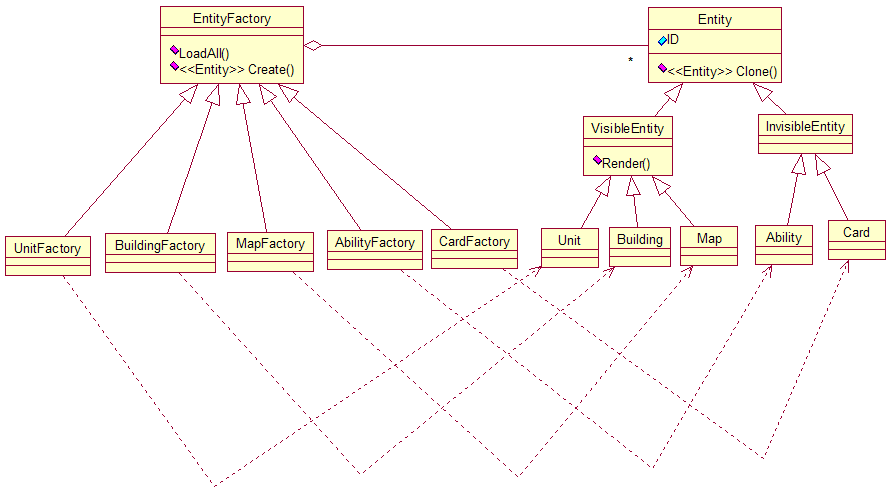 EntityFactory
LoadAll()
<<Entity>> Create()
Entity
ID
<<Entity>> Clone()
*
VisibleEntity
Render()
InvisibleEntity
UnitFactory
BuildingFactory
MapFactory
AbilityFactory
CardFactory
Unit
Building
Map
Ability
Card